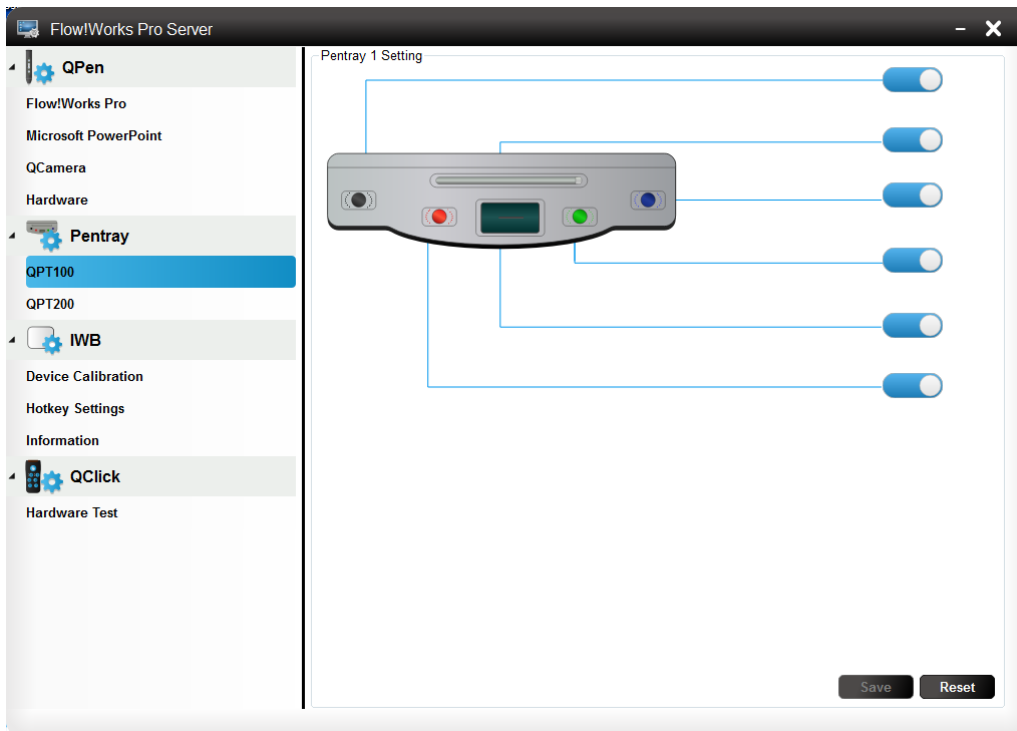 Flow!Works Pro Server
QPen
Flow!Works Pro
Microsoft PowerPoint
QCamera
Hardware
Pentray
QPT100
QPT200
IWB
Device Calibration
Hotkey Settings
Information
QClick
Hardware Test
Pentray 1 Setting
Save
Reset